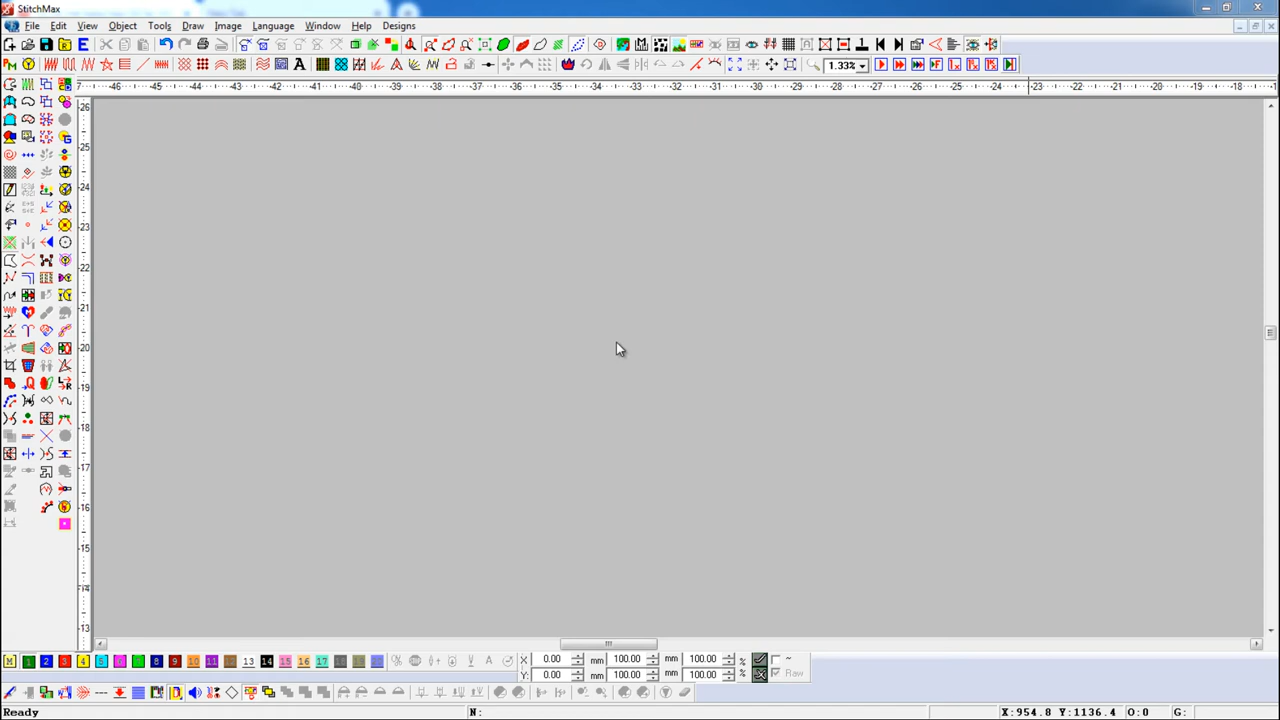 StitchMax
File Edit View Object Tools Draw Image Language Window Help Designs
1.33%
-46 -45 -44 -43 -42 -41 -40 -39 -38 -37 -36 -35 -34 -33 -32 -31 -30 -29 -28 -27 -26 -25 -24 -23 -22 -21 -20 -19 -18
26
25
24
23
22
21
20
19
18
17
16
15
14
13
M 1 2 3 4 5 6 7 8 9 10 11 12 13 14 15 16 17 18 19 20
X 0.00 mm 100.00 mm 100.00 % ~
Y: 0.00 mm 100.00 mm 100.00 % Raw
Ready N: X:954.8 Y:1136.4 O:0 G: